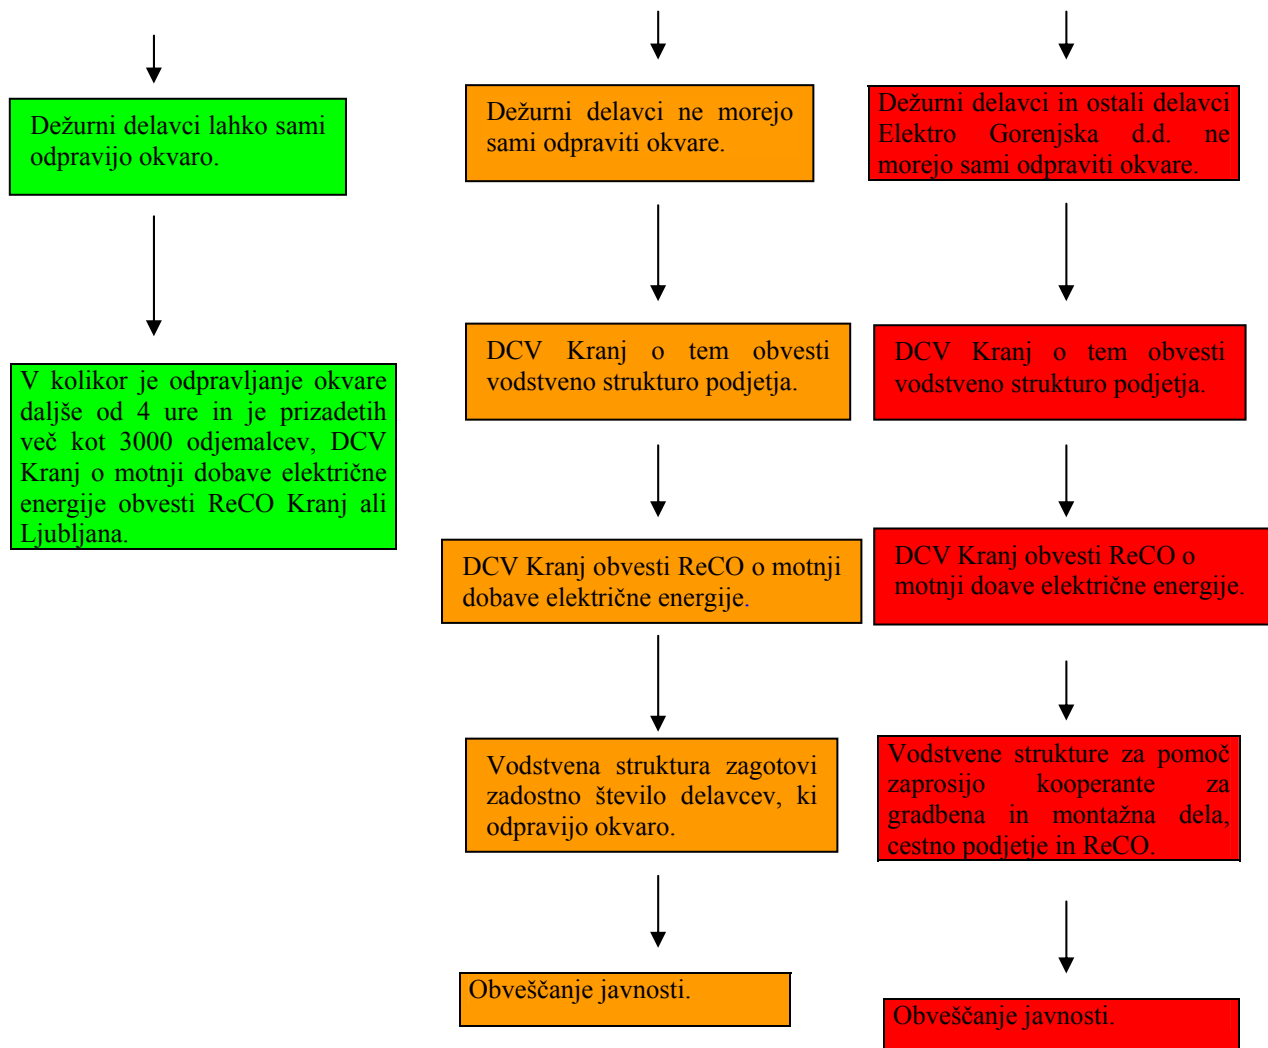 Dežurni delavci lahko sami
odpravijo okvaro.
V kolikor je odpravljanje okvare
daljše od 4 ure in je prizadetih
več kot 3000 odjemalcev, DCV
Kranj o motnji dobave električne
energije obvesti ReCO Kranj ali
Ljubljana.
Dežurni delavci ne morejo
sami odpraviti okvare.
DCV Kranj o tem obvesti
vodstveno strukturo podjetja.
DCV Kranj obvesti ReCO o motnji
dobave električne energije.
Vodstvena struktura zagotovi
zadostno število delavcev, ki
odpravijo okvaro.
Obveščanje javnosti.
Dežurni delavci in ostali delavci
Elektro Gorenjska d.d. ne
morejo sami odpraviti okvare.
DCV Kranj o tem obvesti
vodstveno strukturo podjetja.
DCV Kranj obvesti ReCO o
motnji doave električne energije.
Vodstvene strukture za pomoč
zaprosijo kooperante za
gradbena in montažna dela,
cestno podjetje in ReCO.
Obveščanje javnosti.